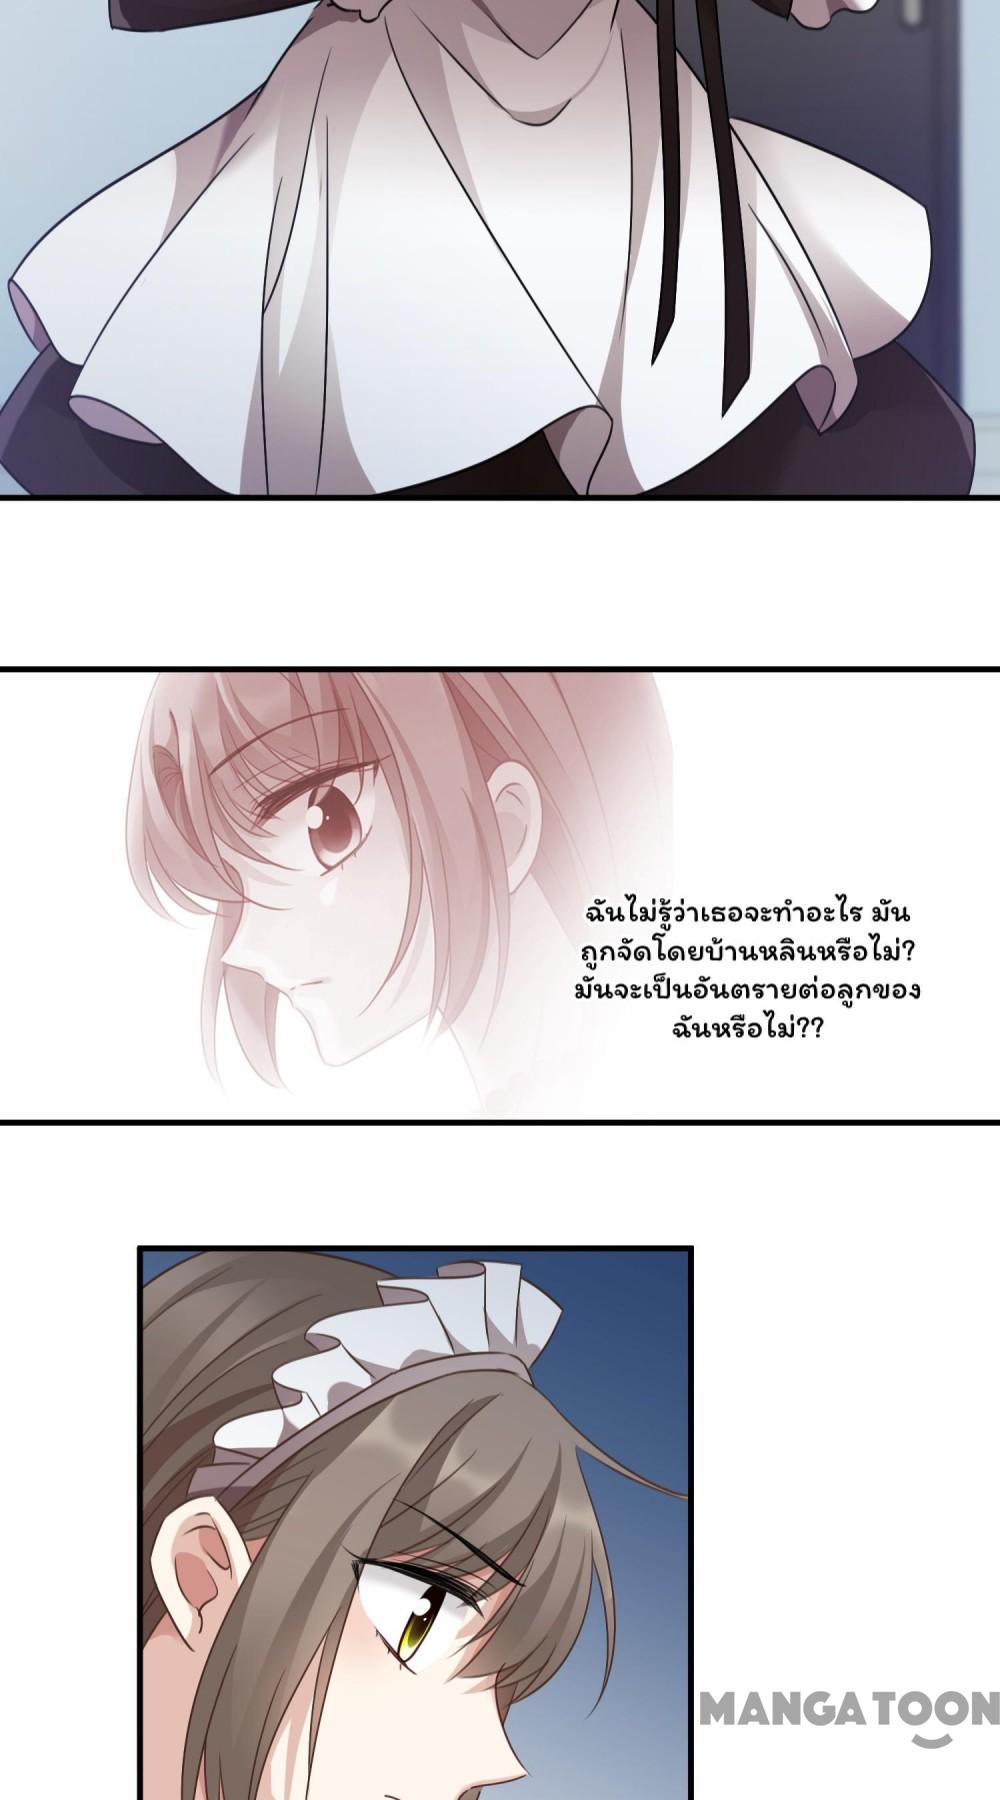 ฉันไม่รู้ว่าเธอจะทำอะไร มัน
ถูกจัดโดยบ้านหลินหรือไม่?
มันจะเป็นอันตรายต่อลูกของ
ฉันหรือไม่??
MANGATOON